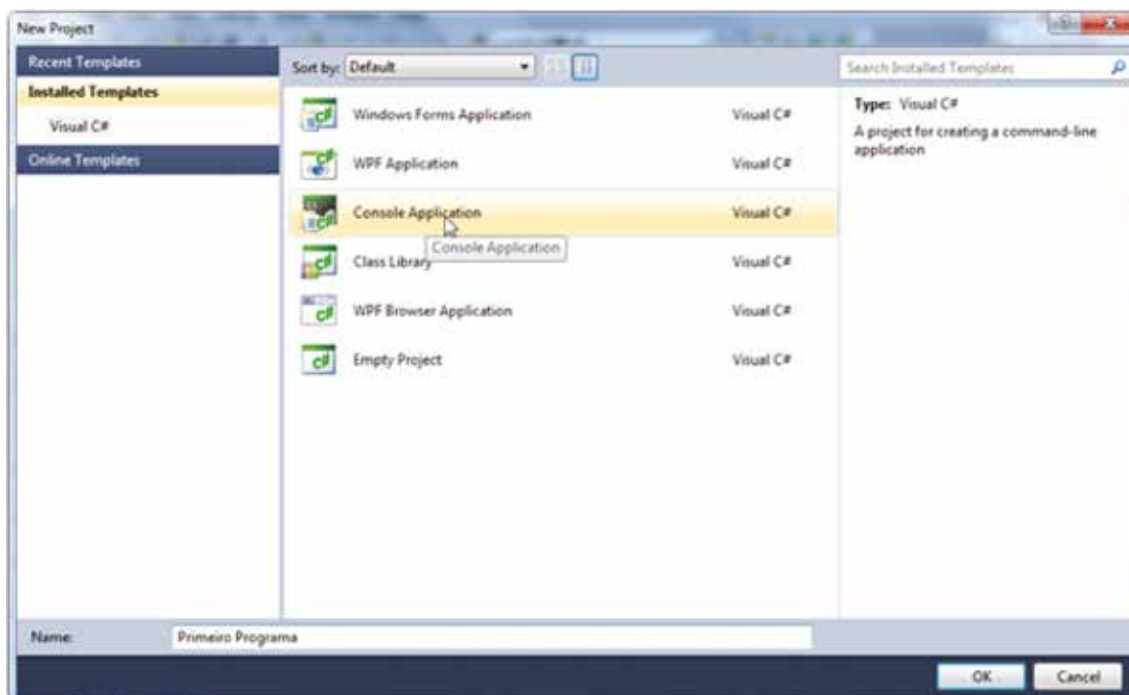 New Project
Recent Templates
Installed Templates
Visual C#
Online Templates
Sort by: Default
Search Installed Templates
Windows Forms Application Visual C#
WPF Application Visual C#
Console Application Visual C#
Console Application
Class Library Visual C#
WPF Browser Application Visual C#
Empty Project Visual C#
Type: Visual C#
A project for creating a command-line
application
Name: Primeiro Programa
OK Cancel